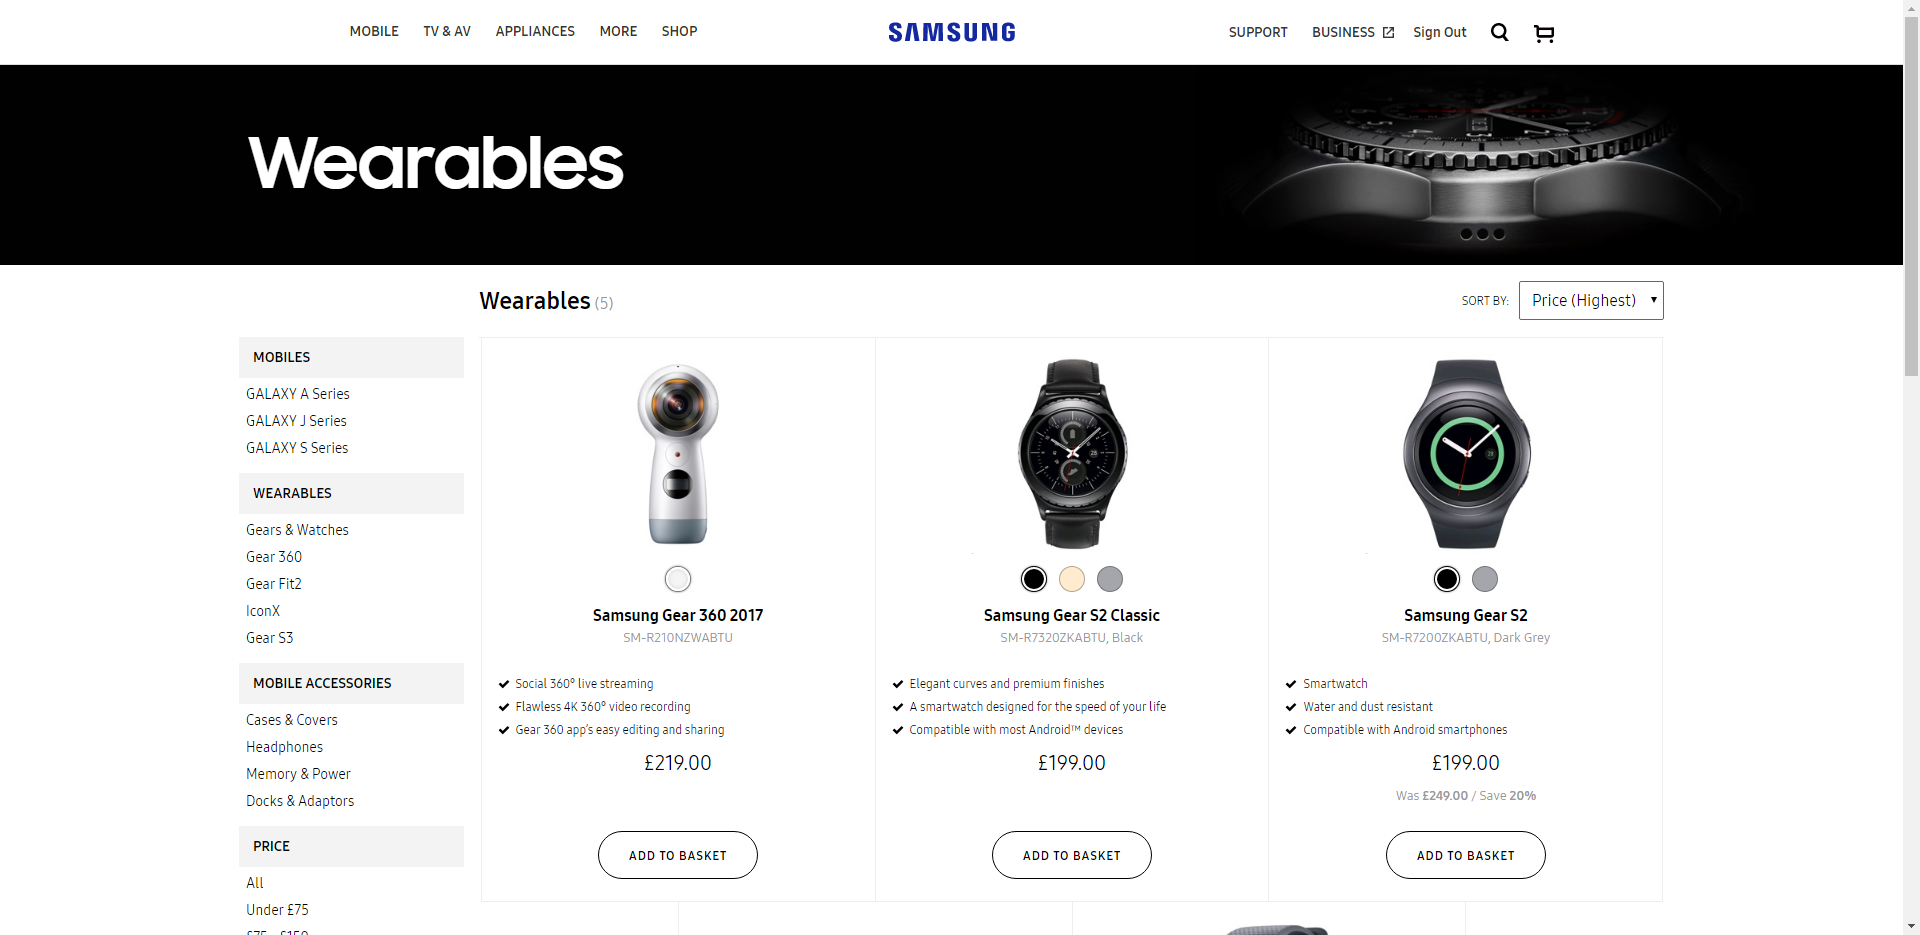 MOBILE TV & AV APPLIANCES MORE SHOP SAMSUNG SUPPORT BUSINESS Sign Out
Wearables
Wearables (5)
SORT BY: Price (Highest)
MOBILES
GALAXY A Series
GALAXY J Series
GALAXY S Series
WEARABLES
Gears & Watches
Gear 360
Gear Fit2
IconX
Gear S3
MOBILE ACCESSORIES
Cases & Covers
Headphones
Memory & Power
Docks & Adaptors
PRICE
All
Under £75
£75 - £150
Samsung Gear 360 2017
SM-R210NZWABTU
Social 360º live streaming
Flawless 4K 360º video recording
Gear 360 app’s easy editing and sharing
£219.00
ADD TO BASKET
Samsung Gear S2 Classic
SM-R7320ZKABTU, Black
Elegant curves and premium finishes
A smartwatch designed for the speed of your life
Compatible with most Android™ devices
£199.00
ADD TO BASKET
Samsung Gear S2
SM-R7200ZKABTU, Dark Grey
Smartwatch
Water and dust resistant
Compatible with Android smartphones
£199.00
Was £249.00 / Save 20%
ADD TO BASKET